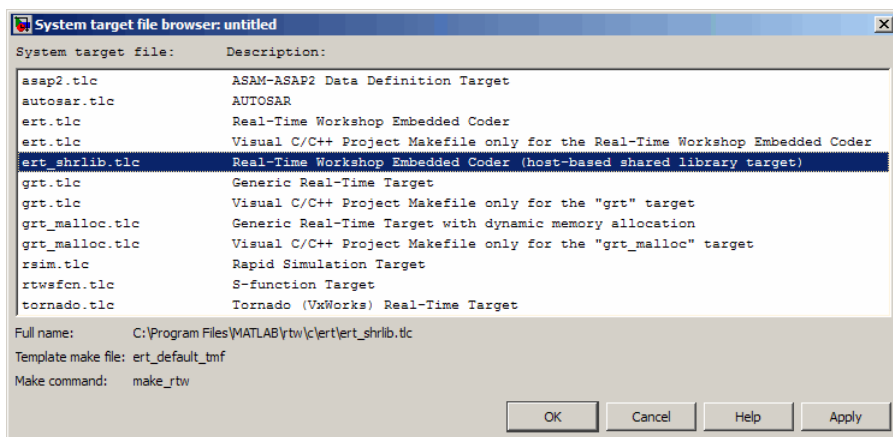 System target file browser: untitled
System target file: Description:
asap2.tlc ASAM-ASAP2 Data Definition Target
autosar.tlc AUTOSAR
ert.tlc Real-Time Workshop Embedded Coder
ert.tlc Visual C/C++ Project Makefile only for the Real-Time Workshop Embedded Coder
ert_shrlib.tlc Real-Time Workshop Embedded Coder (host-based shared library target)
grt.tlc Generic Real-Time Target
grt.tlc Visual C/C++ Project Makefile only for the "grt" target
grt_malloc.tlc Generic Real-Time Target with dynamic memory allocation
grt_malloc.tlc Visual C/C++ Project Makefile only for the "grt_malloc" target
rsim.tlc Rapid Simulation Target
rtwsfcn.tlc S-function Target
tornado.tlc Tornado (VxWorks) Real-Time Target
Full name: C:\Program Files\MATLAB\rtw\c\ert\ert_shrlib.tlc
Template make file: ert_default_tmf
Make command: make_rtw
OK Cancel Help Apply